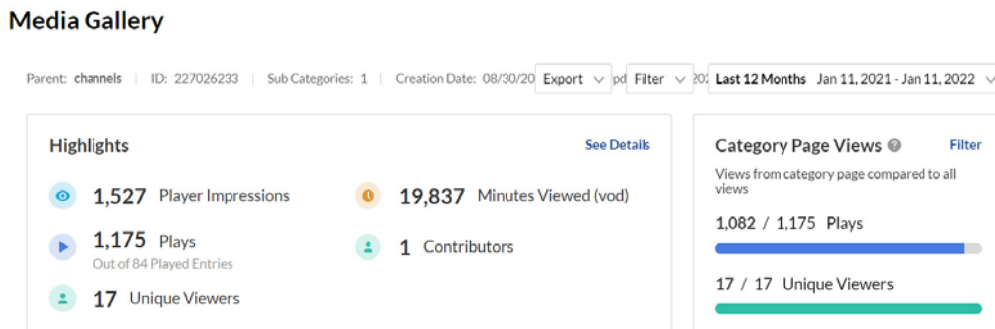 Media Gallery
Parent: channels | ID: 227026233 | Sub Categories: 1 | Creation Date: 08/30/20 Export pd Filter 202 Last 12 Months Jan 11, 2021 - Jan 11, 2022
Highlights See Details
1,527 Player Impressions
19,837 Minutes Viewed (vod)
1,175 Plays
Out of 84 Played Entries
1 Contributors
17 Unique Viewers
Category Page Views Filter
Views from category page compared to all
views
1,082 / 1,175 Plays
17 / 17 Unique Viewers